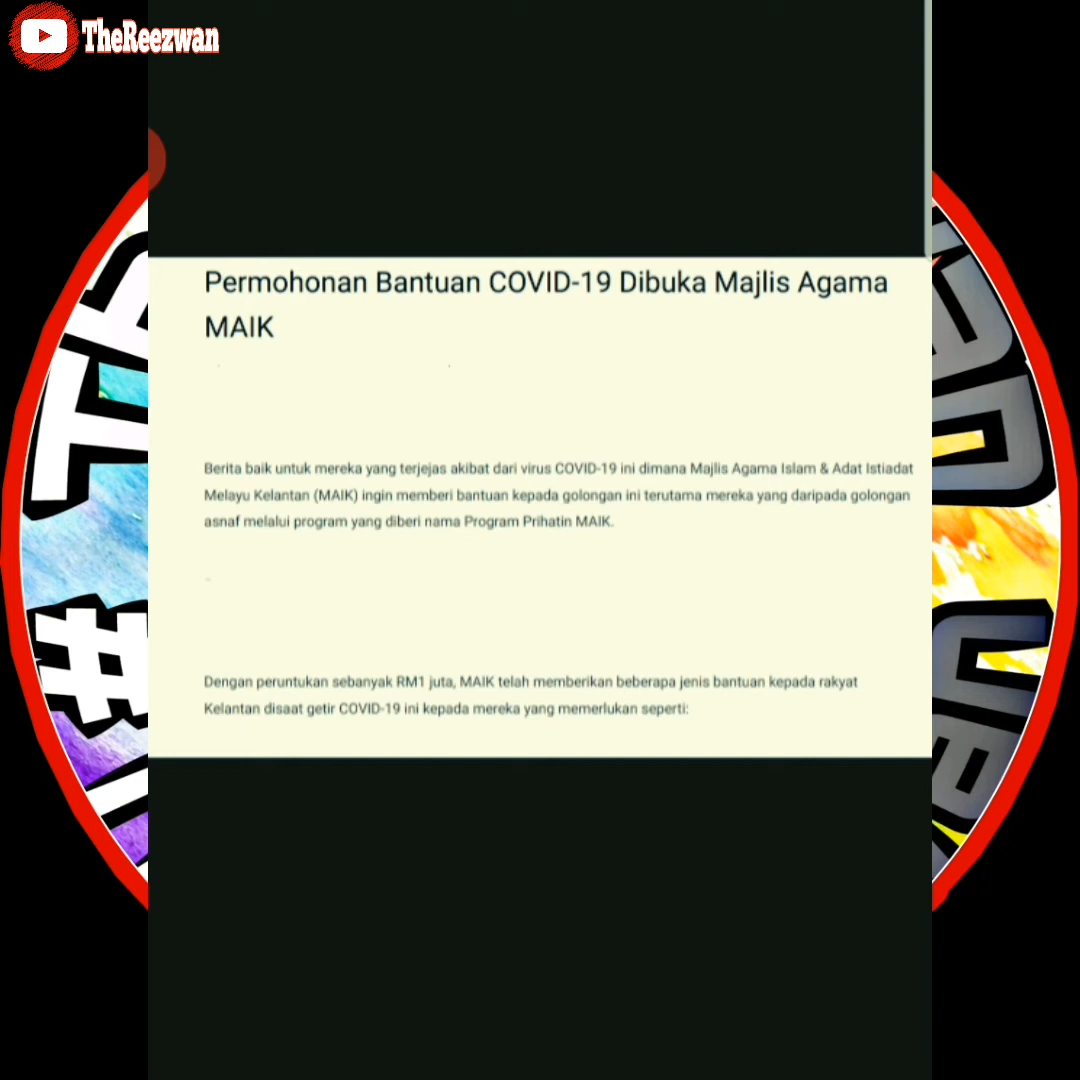 TheReezwan
Permohonan Bantuan COVID-19 Dibuka Majlis Agama
MAIK
Berita baik untuk mereka yang terjejas akibat dari virus COVID-19 ini dimana Majlis Agama Islam & Adat Istiadat
Melayu Kelantan (MAIK) ingin memberi bantuan kepada golongan ini terutama mereka yang daripada golongan
asnaf melalui program yang diberi nama Program Prihatin MAIK.
Dengan peruntukan sebanyak RM1 juta, MAIK telah memberikan beberapa jenis bantuan kepada rakyat
Kelantan disaat getir COVID-19 ini kepada mereka yang memerlukan seperti: